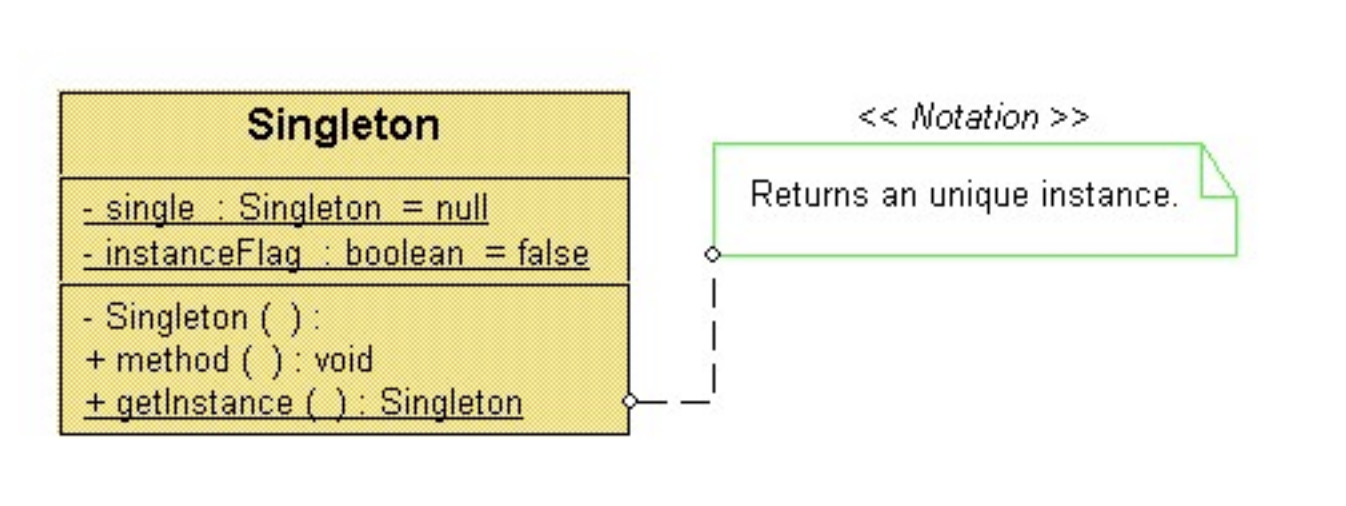 Singleton
- single : Singleton = null
- instanceFlag : boolean = false
- Singleton ( ) :
+ method ( ) : void
+ getInstance ( ) : Singleton
<< Notation >>
Returns an unique instance.